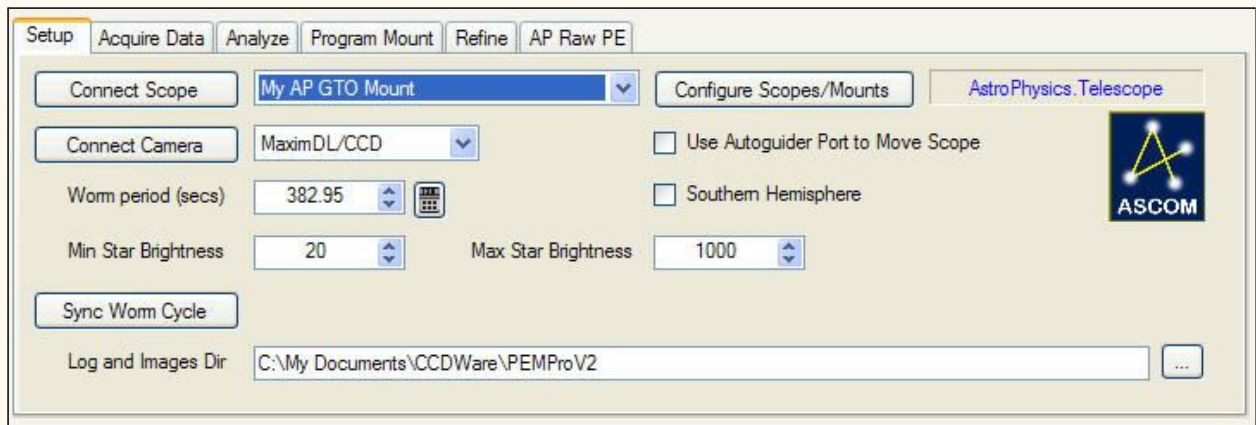 Setup Acquire Data Analyze Program Mount Refine AP Raw PE
Connect Scope My AP GTO Mount Configure Scopes/Mounts AstroPhysics.Telescope
Connect Camera MaximDL/CCD Use Autoguider Port to Move Scope
Worm period (secs) 382.95 Southern Hemisphere
ASCOM
Min Star Brightness 20 Max Star Brightness 1000
Sync Worm Cycle
Log and Images Dir C:\My Documents\CCDWare\PEMProV2 ...